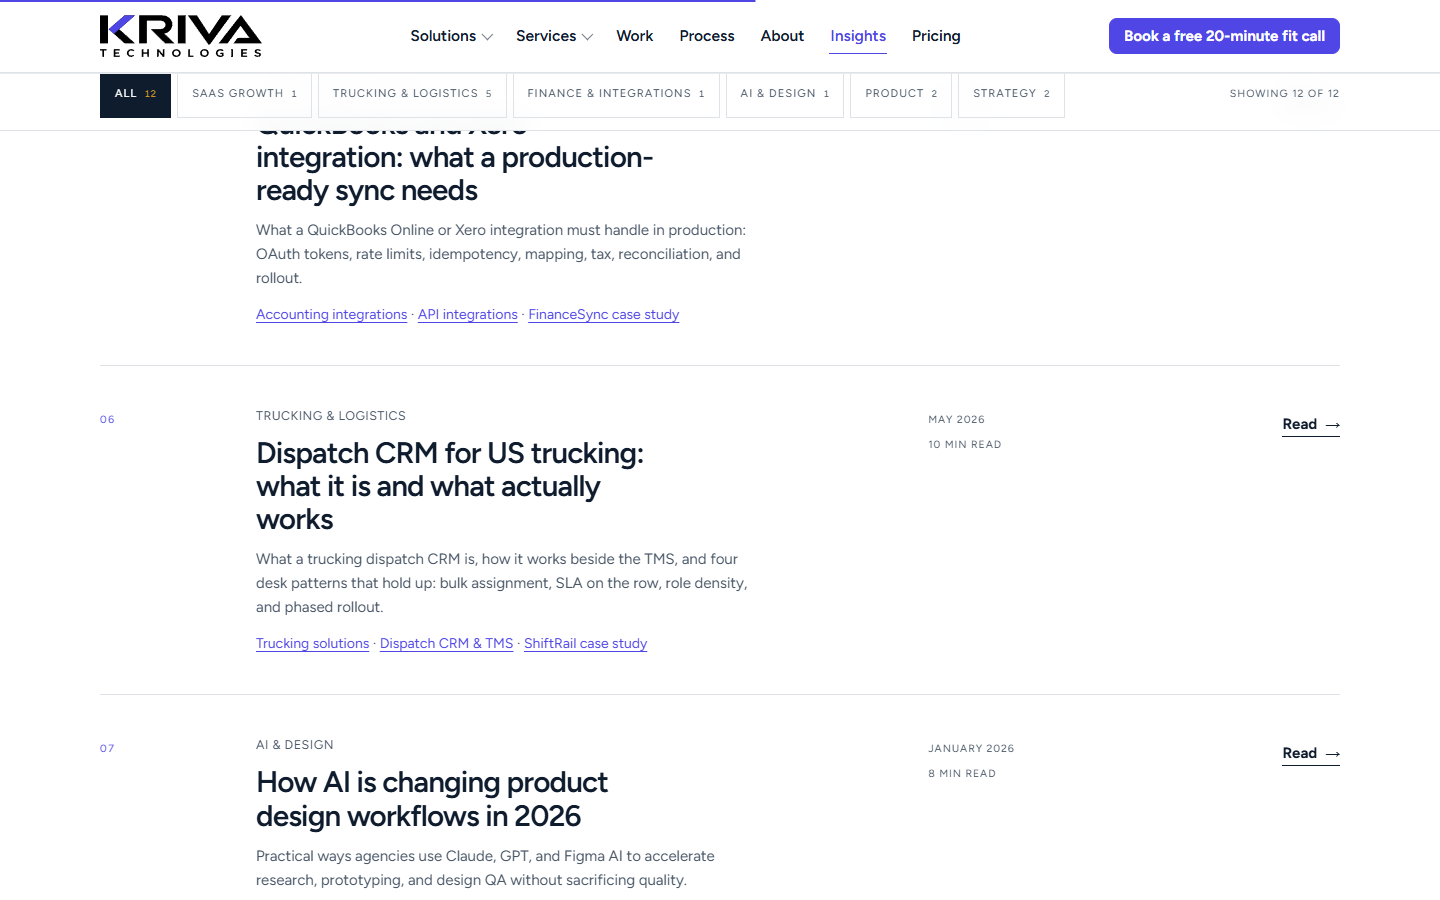 KRIVA
TECHNOLOGIES
Solutions
Services
Work
Process
About
Insights
Pricing
Book a free 20-minute fit call
ALL 12
SAAS GROWTH 1
TRUCKING & LOGISTICS 5
FINANCE & INTEGRATIONS 1
AI & DESIGN 1
PRODUCT 2
STRATEGY 2
SHOWING 12 OF 12
QuickBooks and Xero
integration: what a production-
ready sync needs
What a QuickBooks Online or Xero integration must handle in production:
OAuth tokens, rate limits, idempotency, mapping, tax, reconciliation, and
rollout.
Accounting integrations · API integrations · FinanceSync case study
06
TRUCKING & LOGISTICS
Dispatch CRM for US trucking:
what it is and what actually
works
What a trucking dispatch CRM is, how it works beside the TMS, and four
desk patterns that hold up: bulk assignment, SLA on the row, role density,
and phased rollout.
Trucking solutions · Dispatch CRM & TMS · ShiftRail case study
MAY 2026
10 MIN READ
Read →
07
AI & DESIGN
How AI is changing product
design workflows in 2026
Practical ways agencies use Claude, GPT, and Figma AI to accelerate
research, prototyping, and design QA without sacrificing quality.
JANUARY 2026
8 MIN READ
Read →